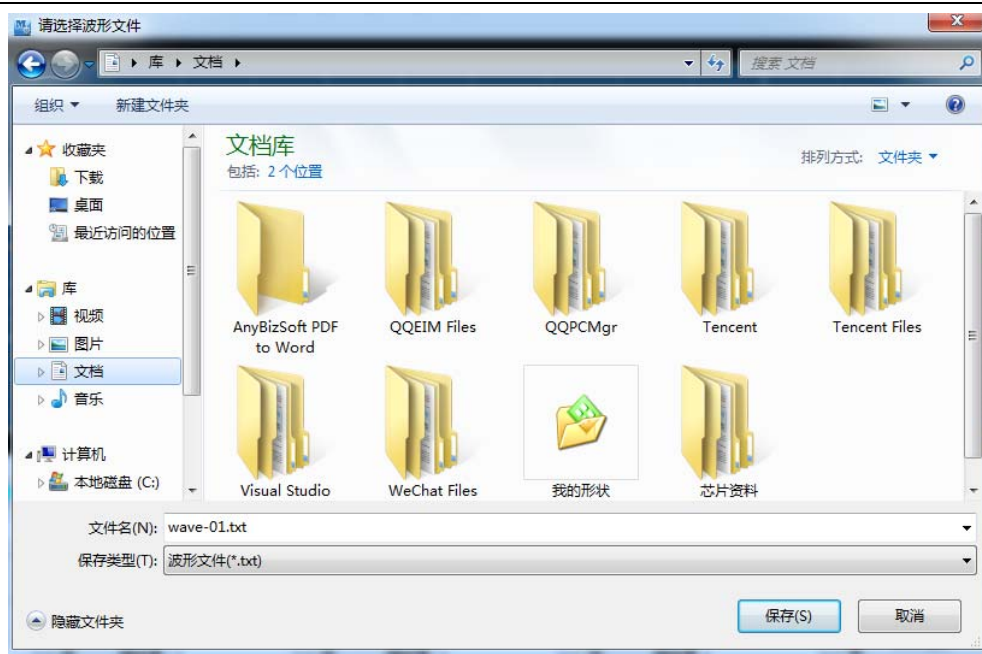 请选择波形文件
库 文档
搜索 文档
组织 新建文件夹
收藏夹
下载
桌面
最近访问的位置
库
视频
图片
文档
音乐
计算机
本地磁盘 (C:)
文档库
包括: 2 个位置
排列方式: 文件夹
AnyBizSoft PDF
to Word
QQEIM Files
QQPCMgr
Tencent
Tencent Files
Visual Studio
WeChat Files
我的形状
芯片资料
文件名(N): wave-01.txt
保存类型(T): 波形文件(*.txt)
隐藏文件夹
保存(S)
取消